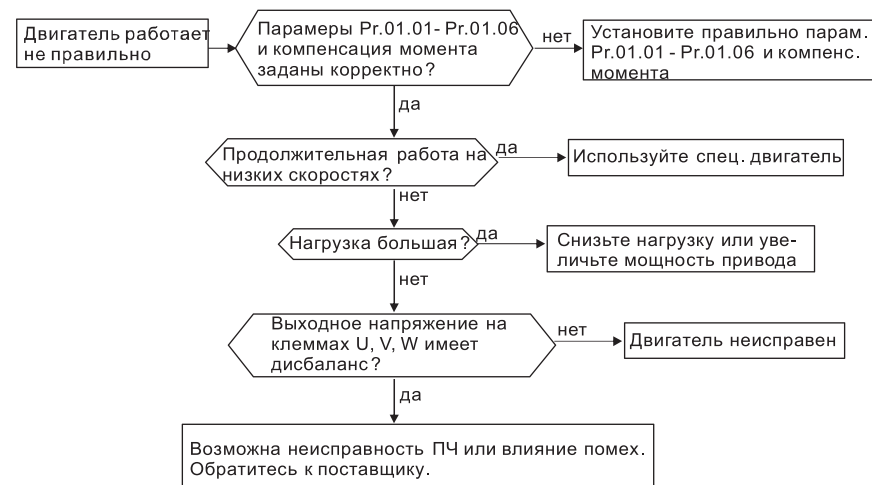 Двигатель работает
не правильно
Парамеры Pr.01.01- Pr.01.06
и компенсация момента
заданы корректно?
нет
Установите правильно парам.
Pr.01.01 - Pr.01.06 и компенс.
момента
да
Продолжительная работа на
низких скоростях?
да
Используйте спец. двигатель
нет
Нагрузка большая?
да
Снизьте нагрузку или уве-
личьте мощность привода
нет
Выходное напряжение на
клеммах U, V, W имеет
дисбаланс?
нет
Двигатель неисправен
да
Возможна неисправность ПЧ или влияние помех.
Обратитесь к поставщику.